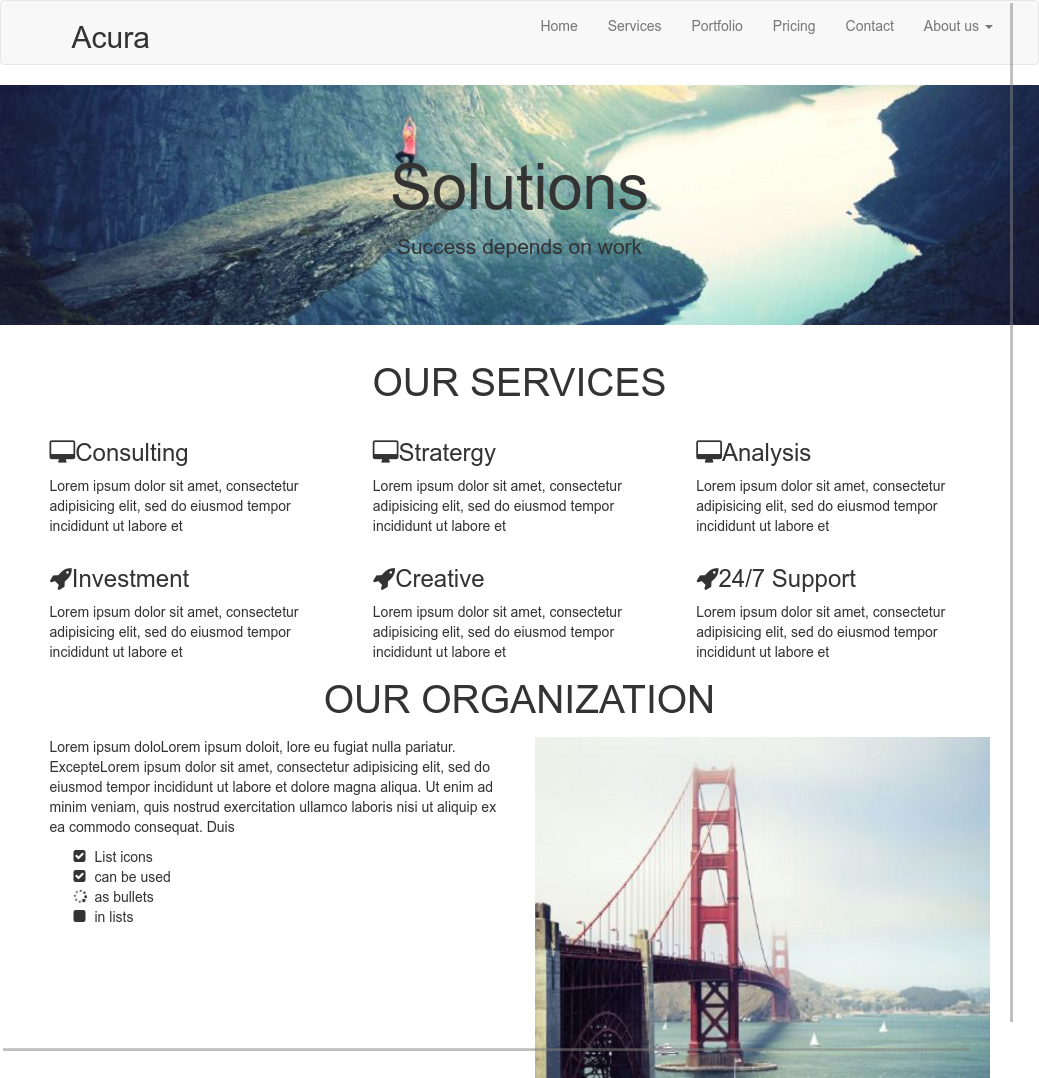 Acura
Home Services Portfolio Pricing Contact About us
Solutions
Success depends on work
OUR SERVICES
Consulting
Lorem ipsum dolor sit amet, consectetur
adipisicing elit, sed do eiusmod tempor
incididunt ut labore et
Stratergy
Lorem ipsum dolor sit amet, consectetur
adipisicing elit, sed do eiusmod tempor
incididunt ut labore et
Analysis
Lorem ipsum dolor sit amet, consectetur
adipisicing elit, sed do eiusmod tempor
incididunt ut labore et
Investment
Lorem ipsum dolor sit amet, consectetur
adipisicing elit, sed do eiusmod tempor
incididunt ut labore et
Creative
Lorem ipsum dolor sit amet, consectetur
adipisicing elit, sed do eiusmod tempor
incididunt ut labore et
24/7 Support
Lorem ipsum dolor sit amet, consectetur
adipisicing elit, sed do eiusmod tempor
incididunt ut labore et
OUR ORGANIZATION
Lorem ipsum doloLorem ipsum doloit, lore eu fugiat nulla pariatur.
ExcepteLorem ipsum dolor sit amet, consectetur adipisicing elit, sed do
eiusmod tempor incididunt ut labore et dolore magna aliqua. Ut enim ad
minim veniam, quis nostrud exercitation ullamco laboris nisi ut aliquip ex
ea commodo consequat. Duis
List icons
can be used
as bullets
in lists